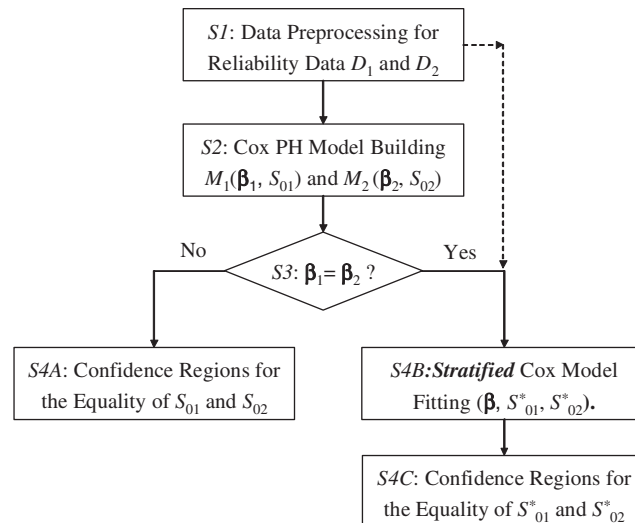 S1: Data Preprocessing for
Reliability Data D₁ and D₂
S2: Cox PH Model Building
M₁(β₁, S₀₁) and M₂ (β₂, S₀₂)
No
S3: β₁= β₂ ?
Yes
S4A: Confidence Regions for
the Equality of S₀₁ and S₀₂
S4B:Stratified Cox Model
Fitting (β, S*₀₁, S*₀₂).
S4C: Confidence Regions for
the Equality of S*₀₁ and S*₀₂